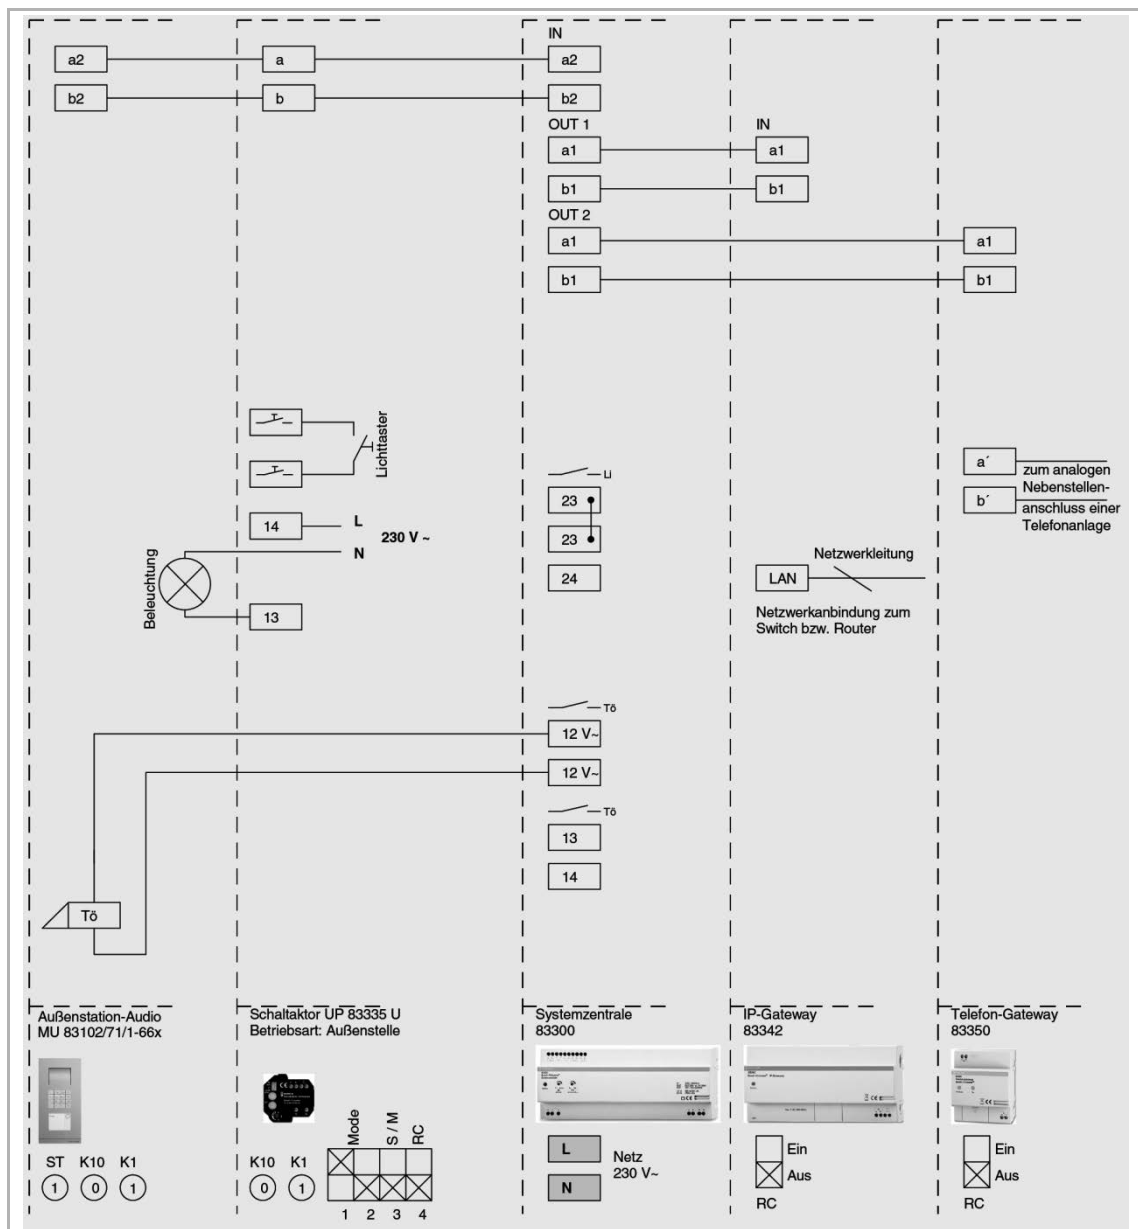 IN
a2 a a2
b2 b b2
OUT 1 IN
a1 a1
b1 b1
OUT 2
a1 a1
b1 b1
Lichttaster
Li
23
23
24
14 L
230 V ~
N
Beleuchtung
13
a´
zum analogen
Nebenstellen-
b´
anschluss einer
Telefonanlage
Netzwerkleitung
LAN
Netzwerkanbindung zum
Switch bzw. Router
Tö
12 V~
12 V~
Tö
13
14
Tö
Außenstation-Audio
MU 83102/71/1-66x
ST K10 K1
1 0 1
Schaltaktor UP 83335 U
Betriebsart: Außenstelle
K10 K1
0 1
Mode
S / M
RC
1 2 3 4
Systemzentrale
83300
L
N
Netz
230 V~
IP-Gateway
83342
Ein
Aus
RC
Telefon-Gateway
83350
Ein
Aus
RC